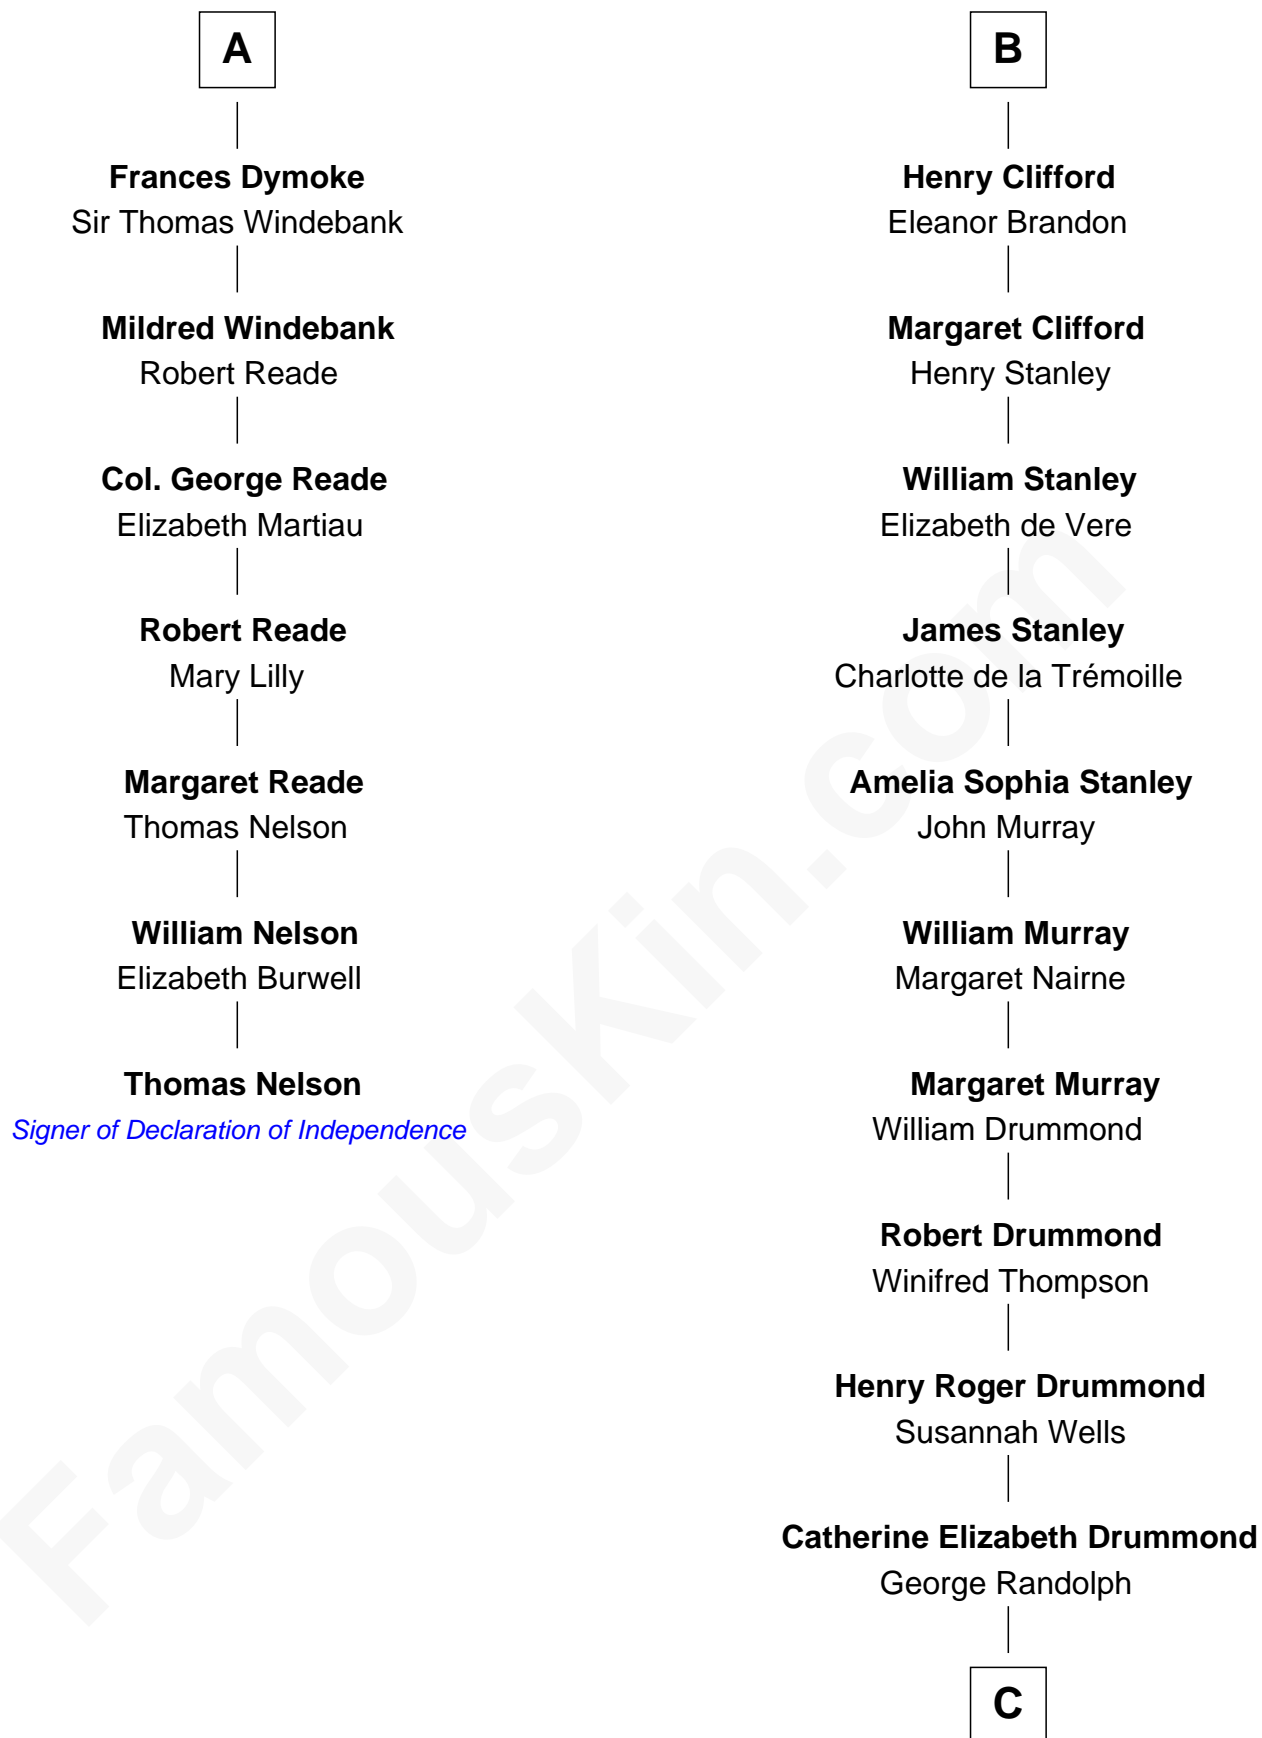 A
Frances Dymoke
Sir Thomas Windebank
Mildred Windebank
Robert Reade
Col. George Reade
Elizabeth Martiau
Robert Reade
Mary Lilly
Margaret Reade
Thomas Nelson
William Nelson
Elizabeth Burwell
Thomas Nelson
Signer of Declaration of Independence
B
Henry Clifford
Eleanor Brandon
Margaret Clifford
Henry Stanley
William Stanley
Elizabeth de Vere
James Stanley
Charlotte de la Trémoille
Amelia Sophia Stanley
John Murray
William Murray
Margaret Nairne
Margaret Murray
William Drummond
Robert Drummond
Winifred Thompson
Henry Roger Drummond
Susannah Wells
Catherine Elizabeth Drummond
George Randolph
C
FamousKin.com